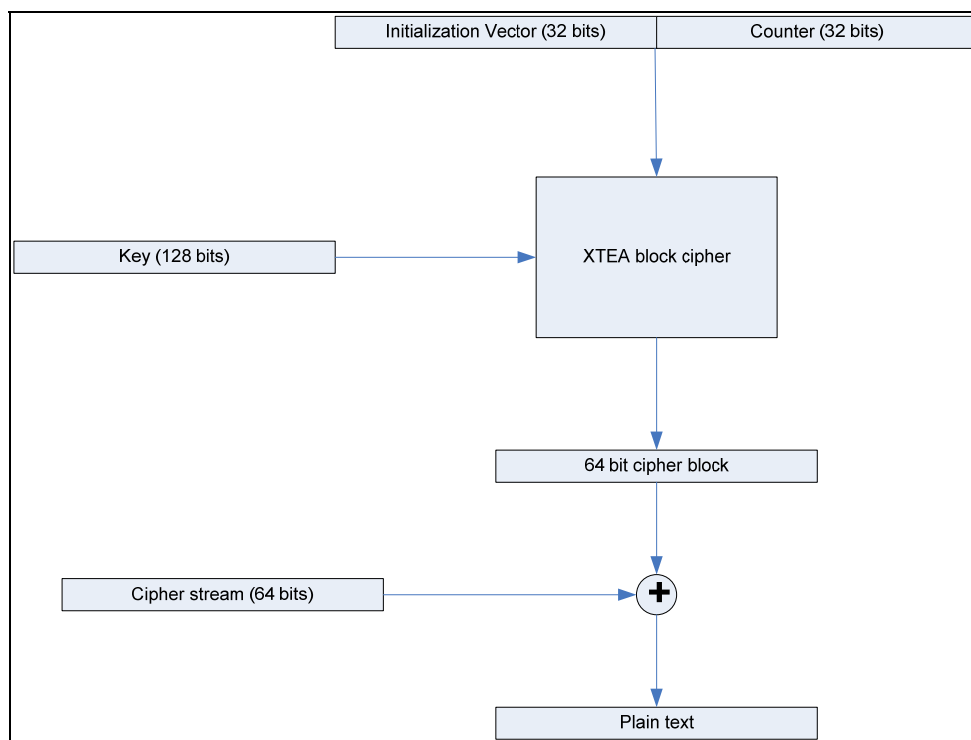 Initialization Vector (32 bits)
Counter (32 bits)
Key (128 bits)
XTEA block cipher
64 bit cipher block
Cipher stream (64 bits)
+
Plain text